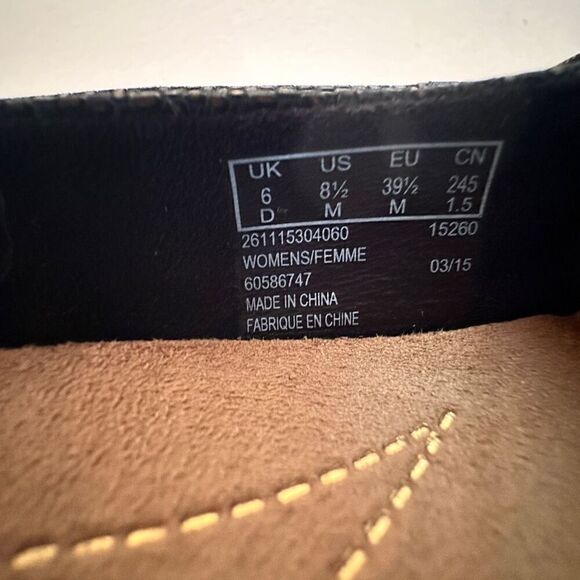 UK US EU CN
6 8½ 39½ 245
D M M 1.5
261115304060 15260
WOMENS/FEMME
60586747 03/15
MADE IN CHINA
FABRIQUE EN CHINE